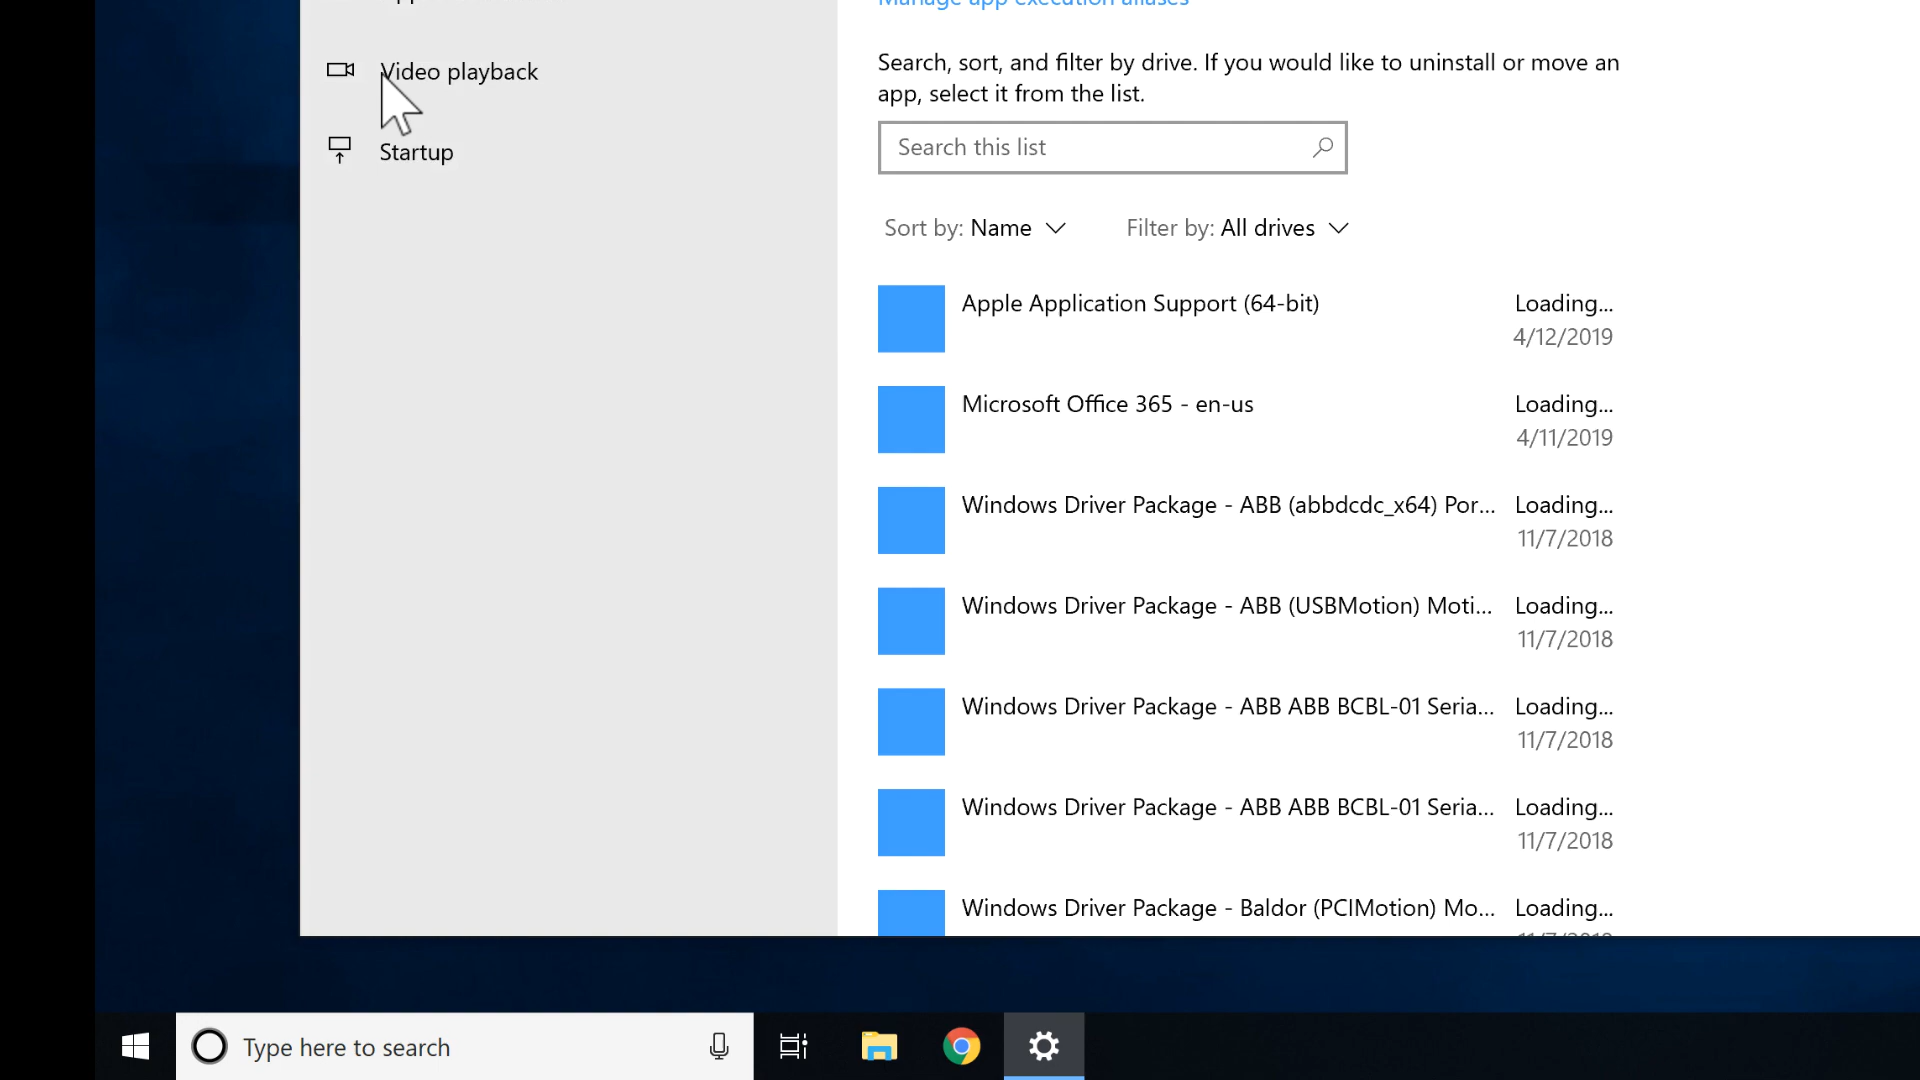 Manage app execution aliases
Video playback
Startup
Search, sort, and filter by drive. If you would like to uninstall or move an
app, select it from the list.
Search this list
Sort by: Name
Filter by: All drives
Apple Application Support (64-bit)
Loading...
4/12/2019
Microsoft Office 365 - en-us
Loading...
4/11/2019
Windows Driver Package - ABB (abbdcdc_x64) Por...
Loading...
11/7/2018
Windows Driver Package - ABB (USBMotion) Moti...
Loading...
11/7/2018
Windows Driver Package - ABB ABB BCBL-01 Seria...
Loading...
11/7/2018
Windows Driver Package - ABB ABB BCBL-01 Seria...
Loading...
11/7/2018
Windows Driver Package - Baldor (PCIMotion) Mo...
Loading...
Type here to search